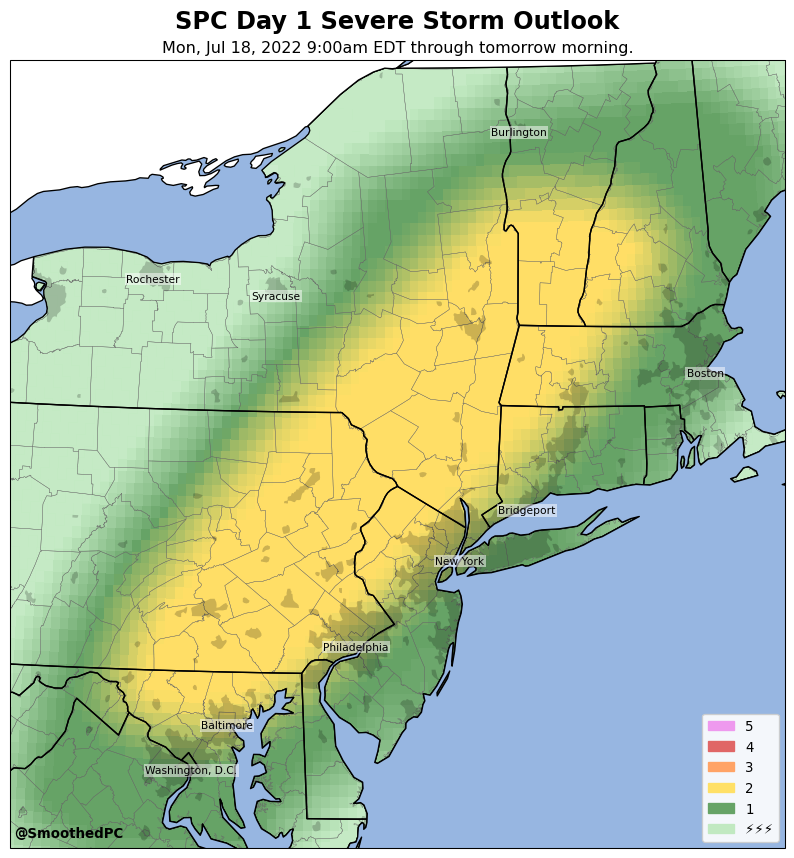 SPC Day 1 Severe Storm Outlook
Mon, Jul 18, 2022 9:00am EDT through tomorrow morning.
Burlington
Rochester
Syracuse
Boston
Bridgeport
New York
Philadelphia
Baltimore
Washington, D.C.
5
4
3
2
1
⚡⚡⚡
@SmoothedPC